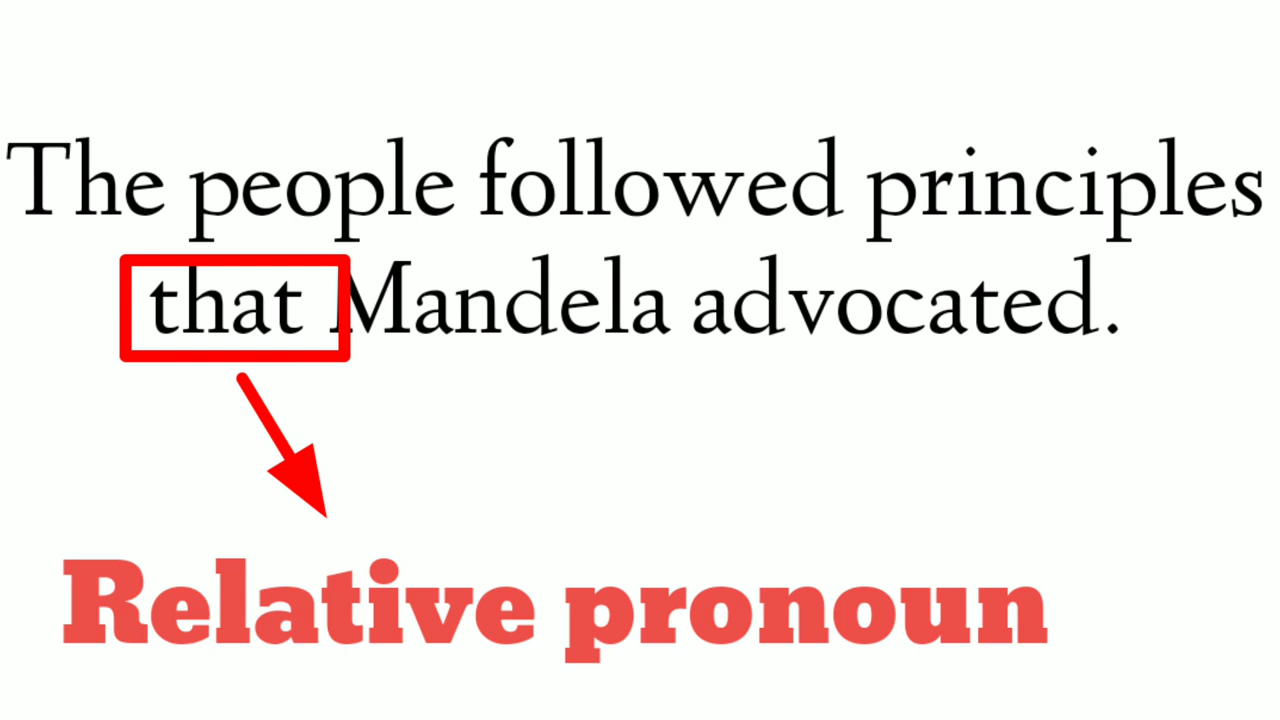 The people followed principles
that Mandela advocated.
Relative pronoun